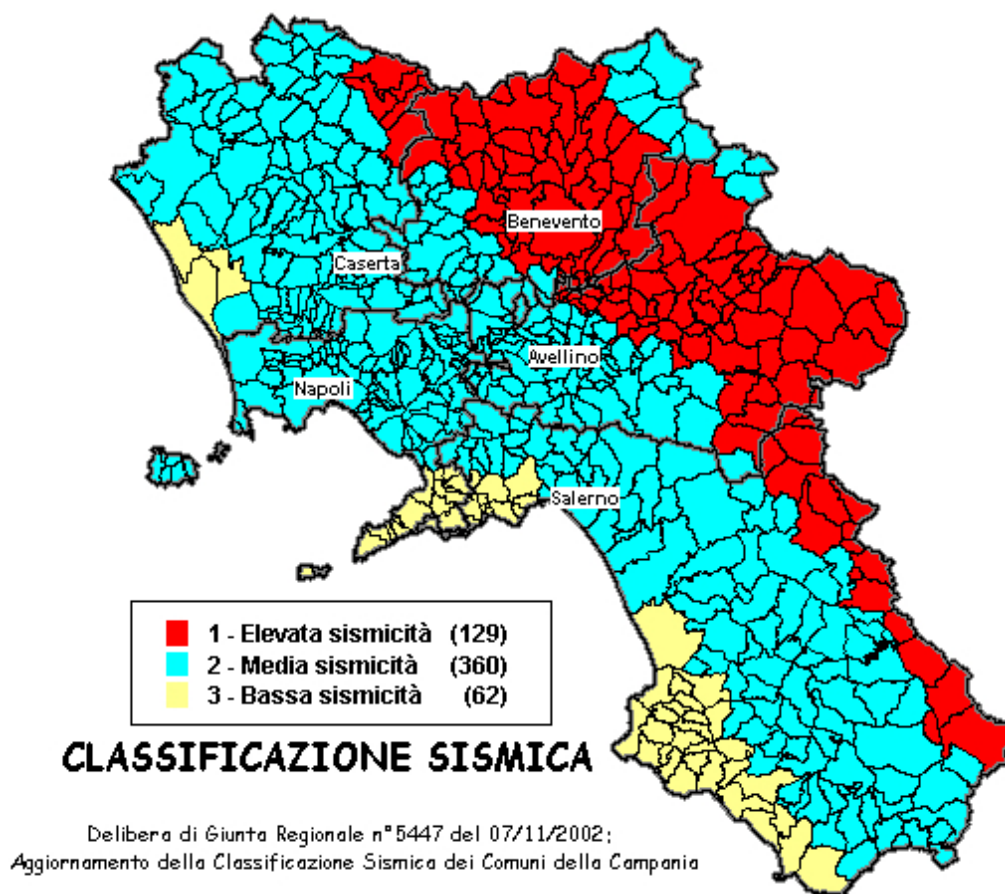 Benevento
Caserta
Avellino
Napoli
Salerno
1 - Elevata sismicità (129)
2 - Media sismicità (360)
3 - Bassa sismicità (62)
CLASSIFICAZIONE SISMICA
Delibera di Giunta Regionale n°5447 del 07/11/2002;
Aggiornamento della Classificazione Sismica dei Comuni della Campania